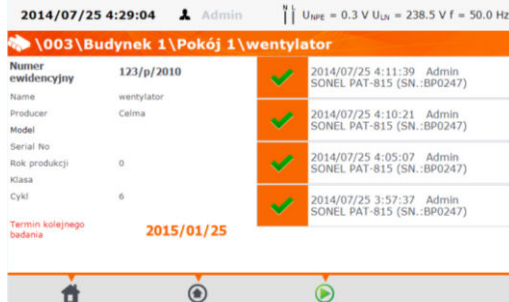 2014/07/25 4:29:04 Admin N L U NPE = 0.3 V U LN = 238.5 V f = 50.0 Hz
\003\Budynek 1\Pokój 1\wentylator
Numer ewidencyjny 123/p/2010
Name wentylator
Producer Celma
Model
Serial No
Rok produkcji 0
Klasa
Cykl 6
Termin kolejnego badania 2015/01/25
2014/07/25 4:11:39 Admin
SONEL PAT-815 (SN.:BP0247)
2014/07/25 4:10:21 Admin
SONEL PAT-815 (SN.:BP0247)
2014/07/25 4:05:07 Admin
SONEL PAT-815 (SN.:BP0247)
2014/07/25 3:57:37 Admin
SONEL PAT-815 (SN.:BP0247)